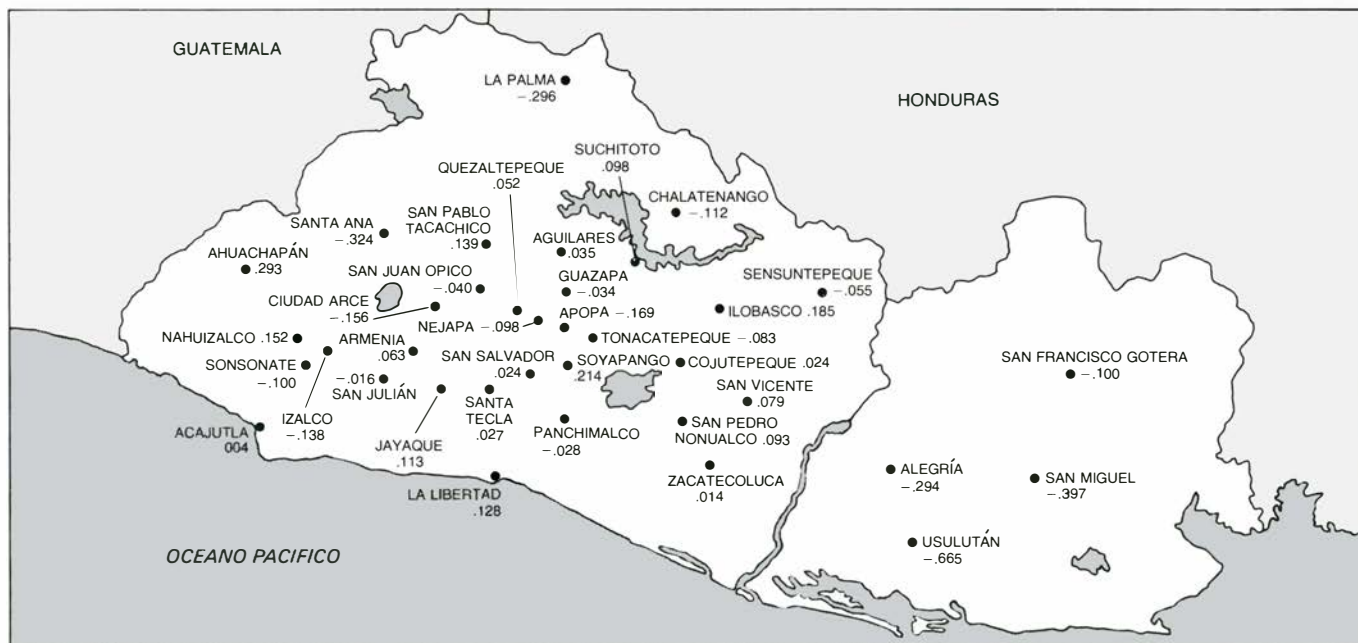 GUATEMALA
HONDURAS
LA PALMA
−.296
SUCHITOTO
.098
QUEZALTEPEQUE
.052
CHALATENANGO
−.112
SANTA ANA
−.324
SAN PABLO
TACACHICO
.139
AGUILARES
.035
AHUACHAPÁN
.293
SAN JUAN OPICO
−.040
GUAZAPA
−.034
SENSUNTEPEQUE
−.055
CIUDAD ARCE
−.156
NEJAPA −.098
APOPA −.169
ILOBASCO .185
NAHUIZALCO .152
ARMENIA
.063
TONACATEPEQUE −.083
SONSONATE
−.100
−.016
SAN JULIÁN
SAN SALVADOR
.024
SOYAPANGO
.214
COJUTEPEQUE .024
SAN FRANCISCO GOTERA
−.100
SAN VICENTE
.079
IZALCO
−.138
JAYAQUE
.113
SANTA
TECLA
.027
PANCHIMALCO
−.028
SAN PEDRO
NONUALCO .093
ACAJUTLA
004
ZACATECOLUCA
.014
ALEGRÍA
−.294
SAN MIGUEL
−.397
LA LIBERTAD
.128
USULUTÁN
−.665
OCEANO PACIFICO